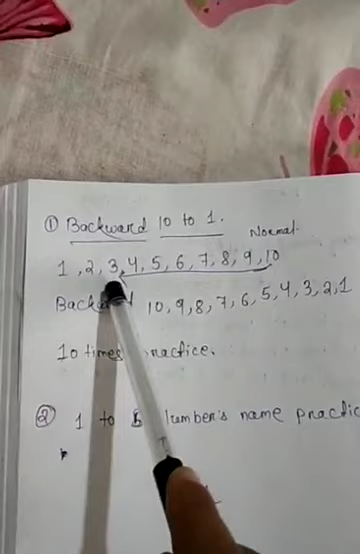 ① Backward 10 to 1.
Normal.
1, 2, 3, 4, 5, 6, 7, 8, 9, 10
10, 9, 8, 7, 6, 5, 4, 3, 2, 1
10 times
② 1 to name